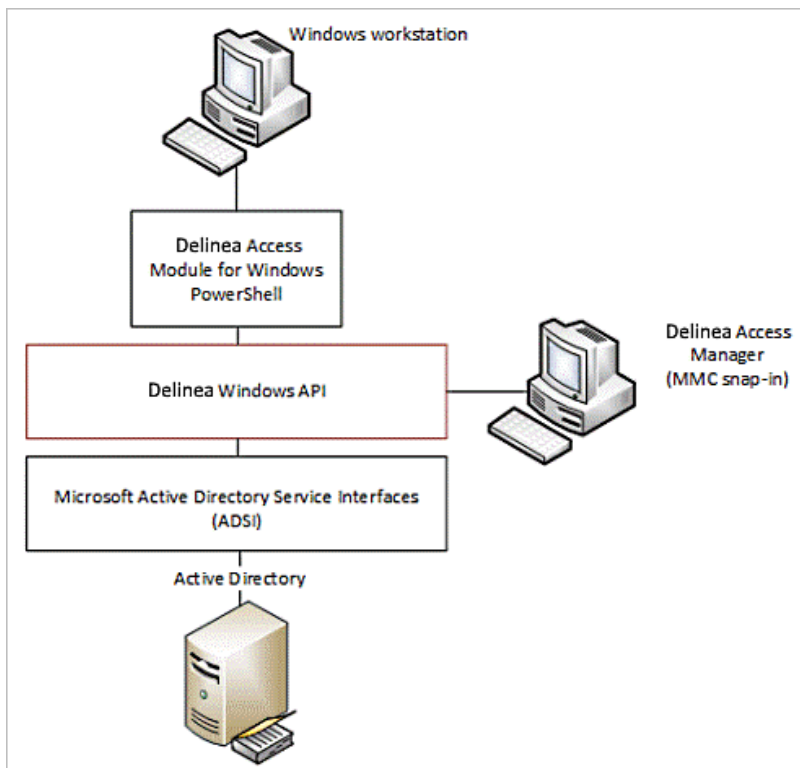 Windows workstation
Delinea Access
Module for Windows
PowerShell
Delinea Access
Manager
(MMC snap-in)
Delinea Windows API
Microsoft Active Directory Service Interfaces
(ADSI)
Active Directory